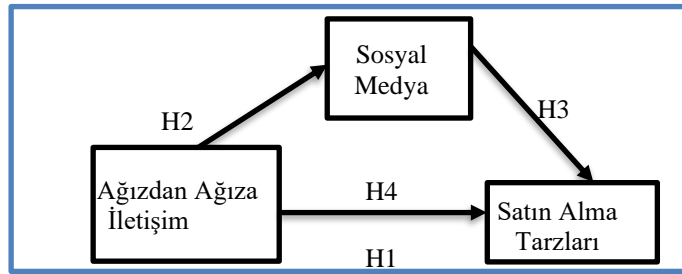 Sosyal
Medya
H2
H3
Ağızdan Ağıza
İletişim
H4
Satın Alma
Tarzları
H1